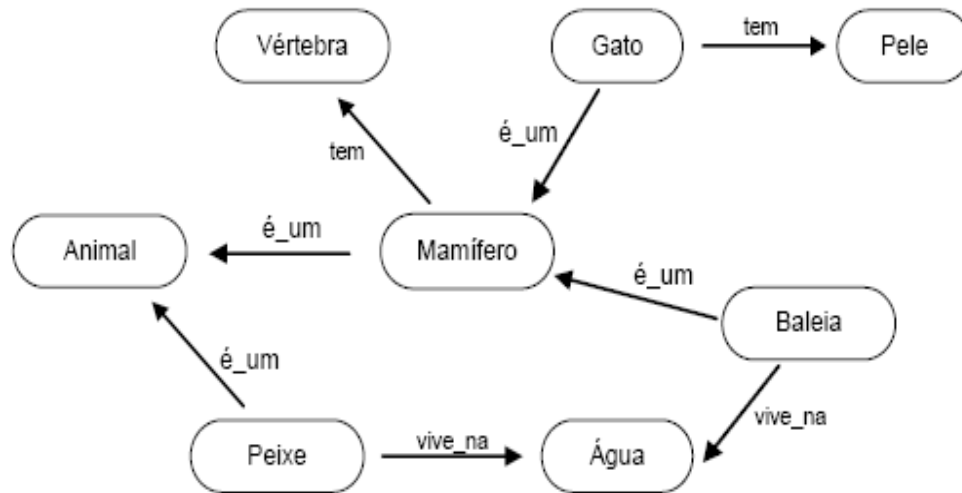 tem
Vértebra
Gato
Pele
é_um
tem
é_um
Animal
Mamífero
é_um
Baleia
é_um
vive_na
vive_na
Peixe
Água